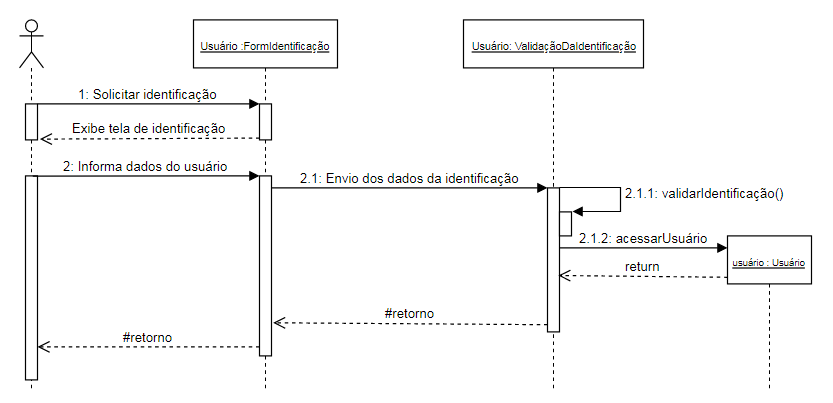 Usuário :FormIdentificação
Usuário: ValidaçãoDaIdentificação
1: Solicitar identificação
Exibe tela de identificação
2: Informa dados do usuário
2.1: Envio dos dados da identificação
2.1.1: validarIdentificação()
2.1.2: acessarUsuário
usuário : Usuário
return
#retorno
#retorno